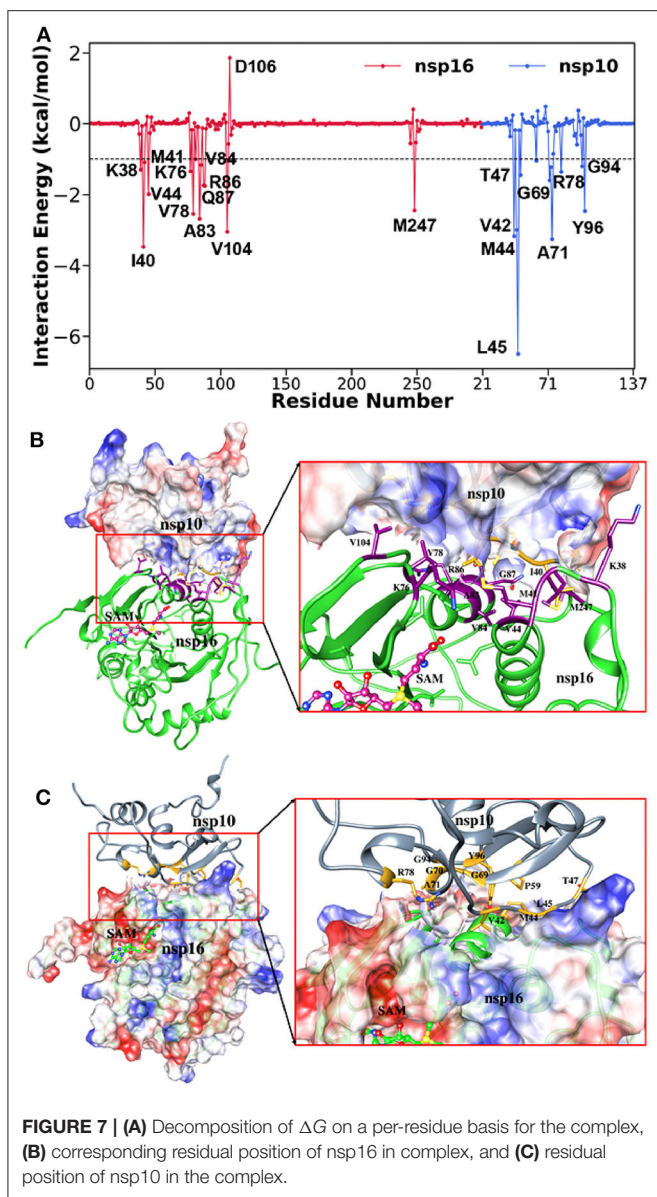 A
Interaction Energy (kcal/mol)
2
0
−2
−4
−6
nsp16
nsp10
D106
K38
M41
K76
V84
V44
R86
Q87
V78
A83
I40
V104
M247
T47
G69
R78
G94
V42
M44
A71
Y96
L45
0
50
100
150
200
250
21
71
137
Residue Number
B
nsp10
SAM
nsp16
nsp10
V104
V78
R86
K76
A83
G87
I40
M41
K38
V84
V44
M247
SAM
nsp16
C
nsp10
SAM
nsp16
nsp10
G94
Y96
R78
G70
A71
G69
P59
T47
L45
M44
V42
nsp16
SAM
FIGURE 7 | (A) Decomposition of ΔG on a per-residue basis for the complex,
(B) corresponding residual position of nsp16 in complex, and (C) residual
position of nsp10 in the complex.